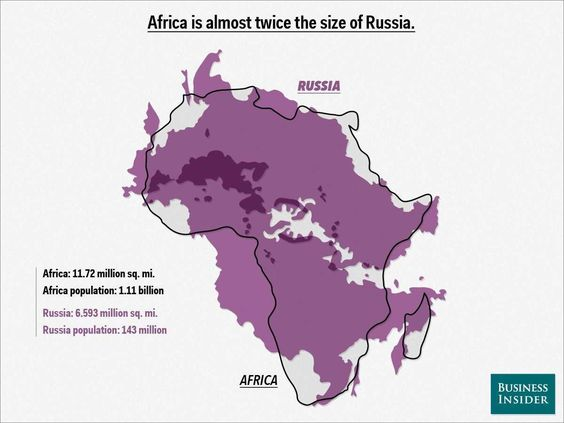 Africa is almost twice the size of Russia.
RUSSIA
Africa: 11.72 million sq. mi.
Africa population: 1.11 billion
Russia: 6.593 million sq. mi.
Russia population: 143 million
AFRICA
BUSINESS
INSIDER